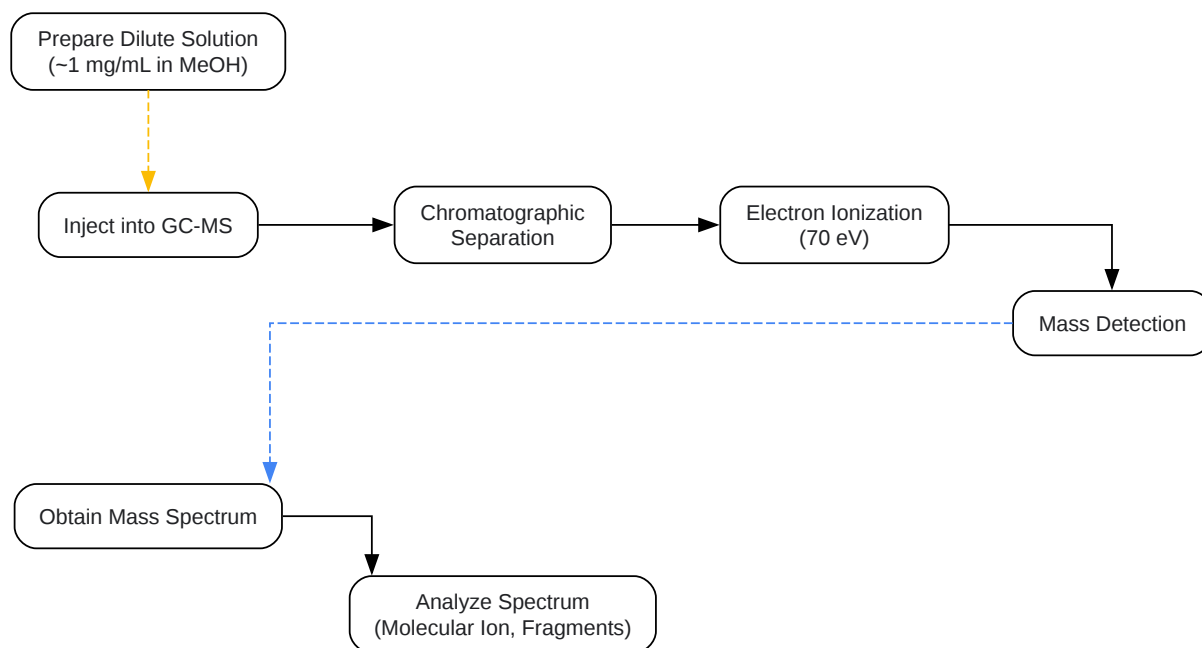 Prepare Dilute Solution
(~1 mg/mL in MeOH)
Inject into GC-MS
Chromatographic
Separation
Electron Ionization
(70 eV)
Mass Detection
Obtain Mass Spectrum
Analyze Spectrum
(Molecular Ion, Fragments)